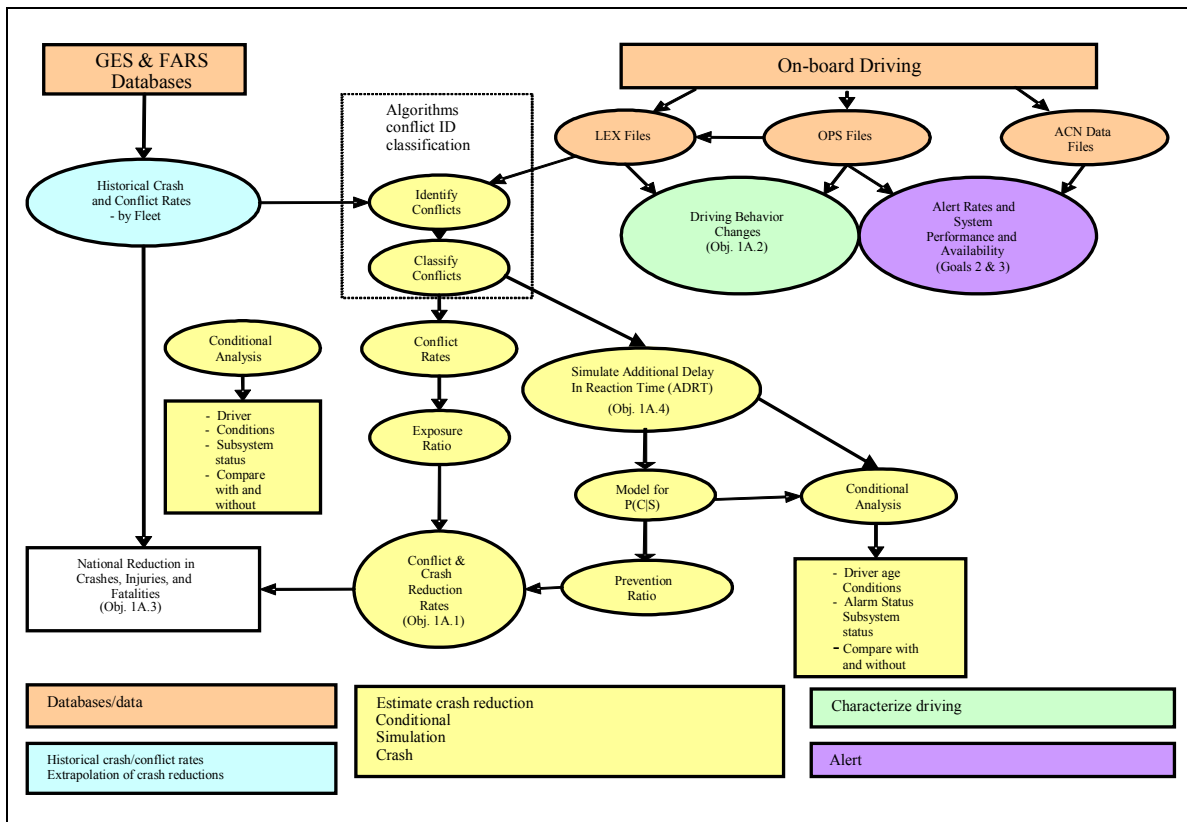 GES & FARS
Databases
On-board Driving
Algorithms
conflict ID
classification
LEX Files
OPS Files
ACN Data
Files
Historical Crash
and Conflict Rates
- by Fleet
Identify
Conflicts
Driving Behavior
Changes
(Obj. 1A.2)
Alert Rates and
System
Performance and
Availability
(Goals 2 & 3)
Classify
Conflicts
Conditional
Analysis
Conflict
Rates
Simulate Additional Delay
In Reaction Time (ADRT)
(Obj. 1A.4)
- Driver
- Conditions
- Subsystem
status
- Compare
with and
without
Exposure
Ratio
Model for
P(C|S)
Conditional
Analysis
National Reduction in
Crashes, Injuries, and
Fatalities
(Obj. 1A.3)
Conflict &
Crash
Reduction
Rates
(Obj. 1A.1)
Prevention
Ratio
- Driver age
Conditions
- Alarm Status
Subsystem
status
- Compare with
and without
Databases/data
Estimate crash reduction
Conditional
Simulation
Crash
Characterize driving
Historical crash/conflict rates
Extrapolation of crash reductions
Alert